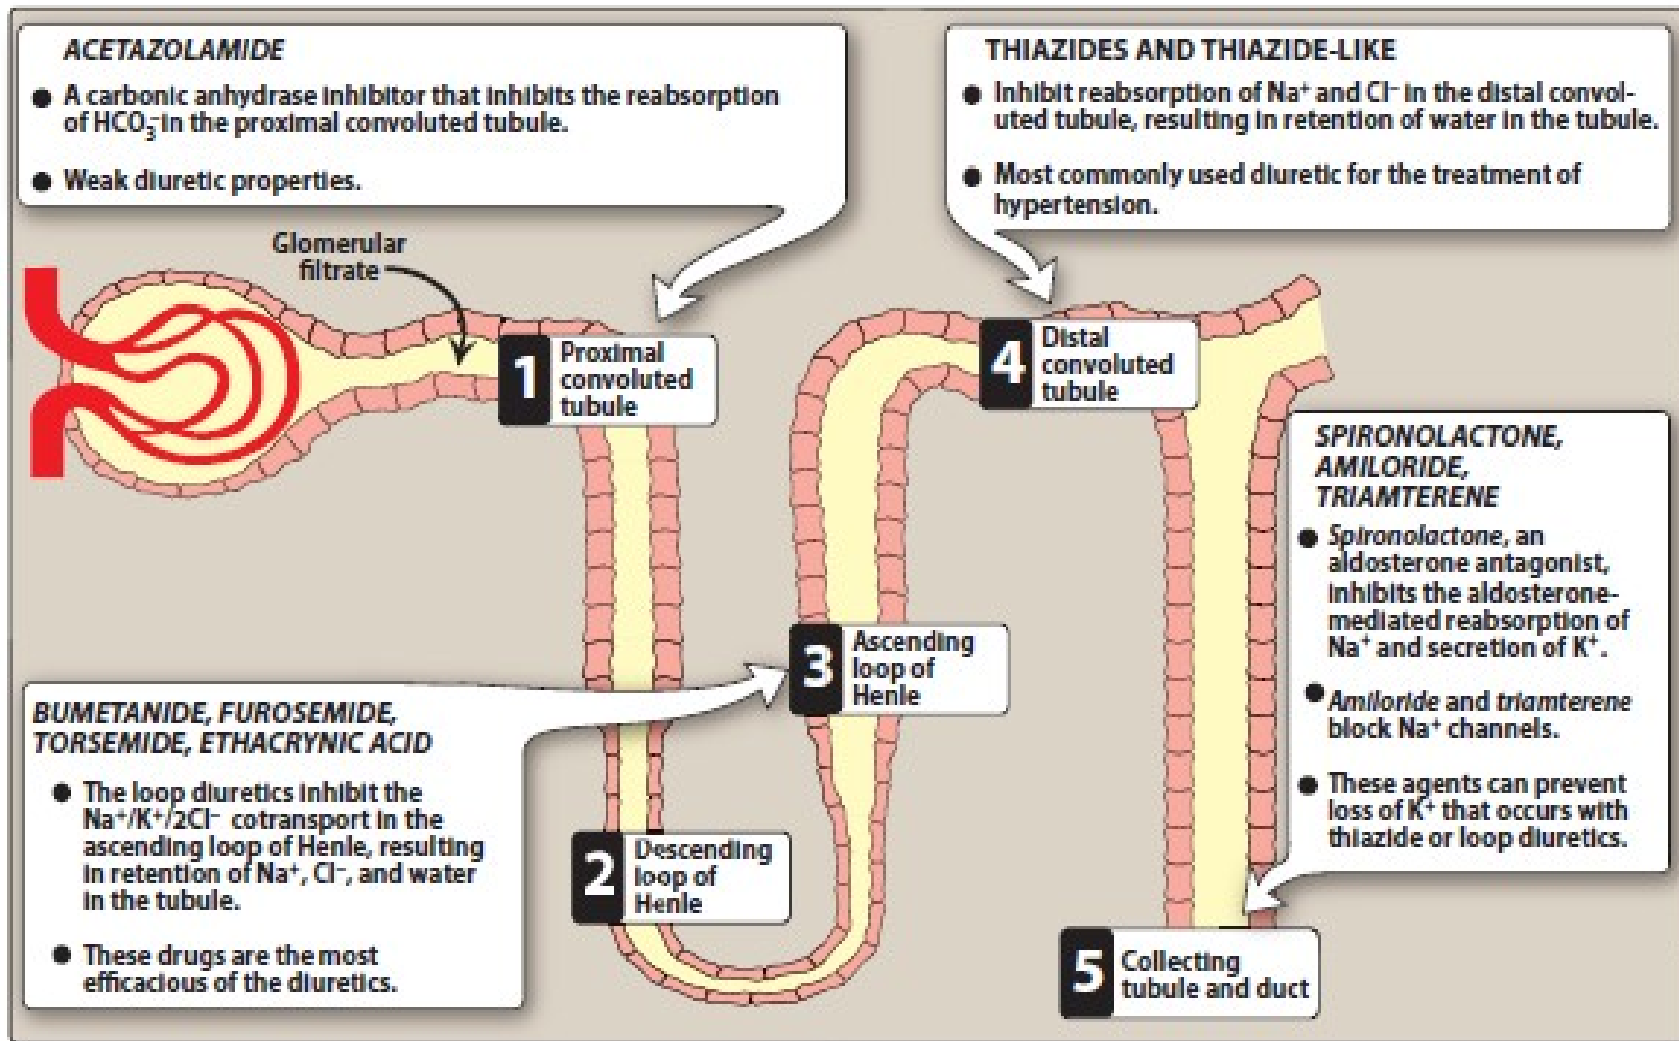 ACETAZOLAMIDE
● A carbonic anhydrase inhibitor that inhibits the reabsorption
of HCO₃⁻ in the proximal convoluted tubule.
● Weak diuretic properties.
THIAZIDES AND THIAZIDE-LIKE
● Inhibit reabsorption of Na⁺ and Cl⁻ in the distal convol-
uted tubule, resulting in retention of water in the tubule.
● Most commonly used diuretic for the treatment of
hypertension.
Glomerular
filtrate
1 Proximal
convoluted
tubule
4 Distal
convoluted
tubule
SPIRONOLACTONE,
AMILORIDE,
TRIAMTERENE
● Spironolactone, an
aldosterone antagonist,
inhibits the aldosterone-
mediated reabsorption of
Na⁺ and secretion of K⁺.
● Amiloride and triamterene
block Na⁺ channels.
● These agents can prevent
loss of K⁺ that occurs with
thiazide or loop diuretics.
3 Ascending
loop of
Henle
BUMETANIDE, FUROSEMIDE,
TORSEMIDE, ETHACRYNIC ACID
● The loop diuretics inhibit the
Na⁺/K⁺/2Cl⁻ cotransport in the
ascending loop of Henle, resulting
in retention of Na⁺, Cl⁻, and water
in the tubule.
● These drugs are the most
efficacious of the diuretics.
2 Descending
loop of
Henle
5 Collecting
tubule and duct